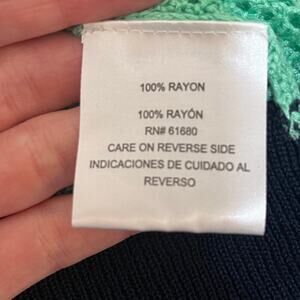 100% RAYON
100% RAYÓN
RN# 61680
CARE ON REVERSE SIDE
INDICACIONES DE CUIDADO AL
REVERSO